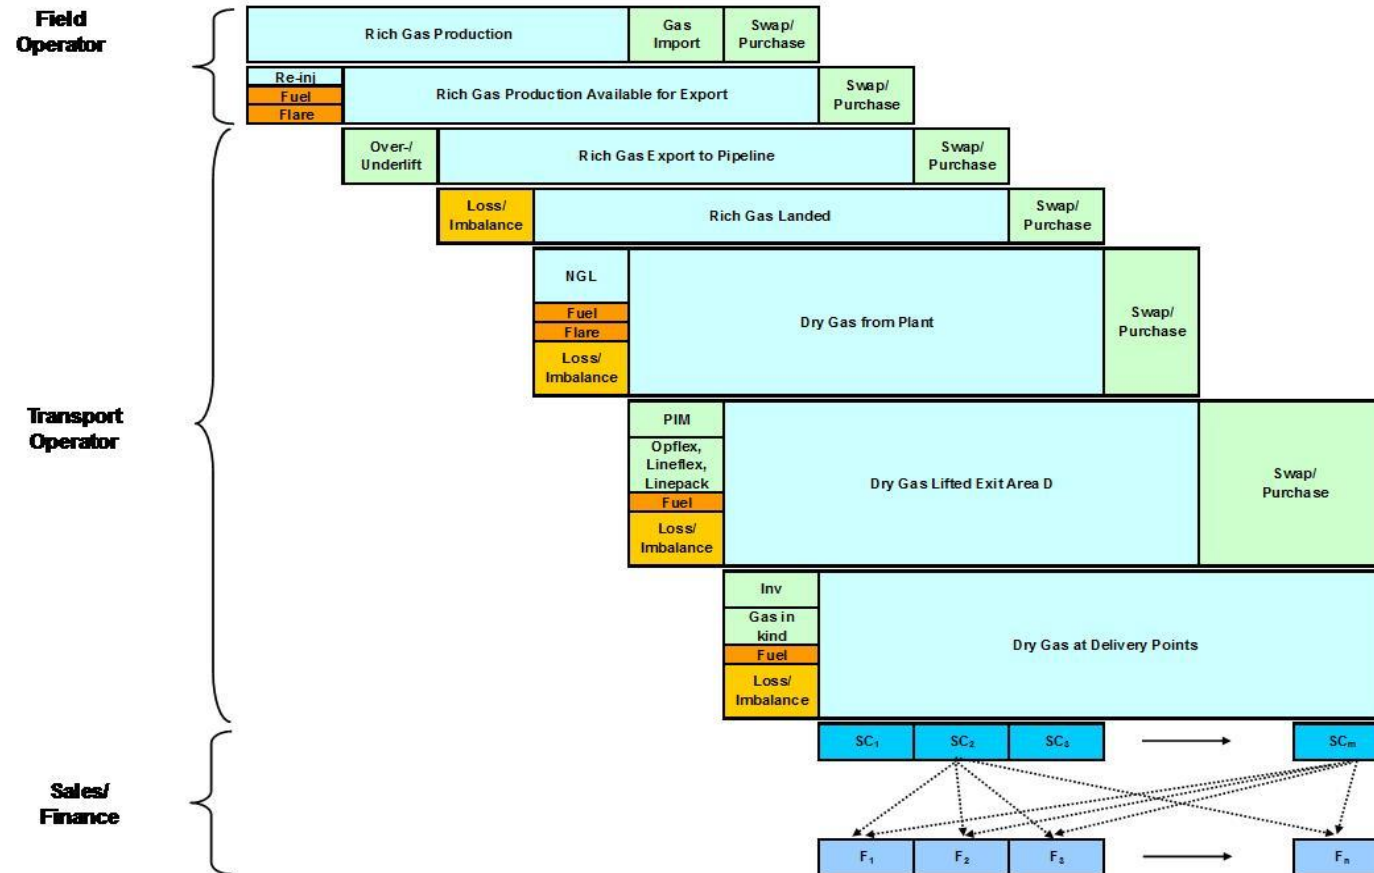 Field
Operator
Rich Gas Production
Gas
Import
Swap/
Purchase
Re-inj
Fuel
Flare
Rich Gas Production Available for Export
Swap/
Purchase
Over-/
Underlift
Rich Gas Export to Pipeline
Swap/
Purchase
Loss/
Imbalance
Rich Gas Landed
Swap/
Purchase
NGL
Fuel
Flare
Loss/
Imbalance
Dry Gas from Plant
Swap/
Purchase
Transport
Operator
PIM
Opflex,
Lineflex,
Linepack
Fuel
Loss/
Imbalance
Dry Gas Lifted Exit Area D
Swap/
Purchase
Inv
Gas in
kind
Fuel
Loss/
Imbalance
Dry Gas at Delivery Points
Sales/
Finance
SC₁ SC₂ SC₃ SCₘ
F₁ F₂ F₃ Fₙ